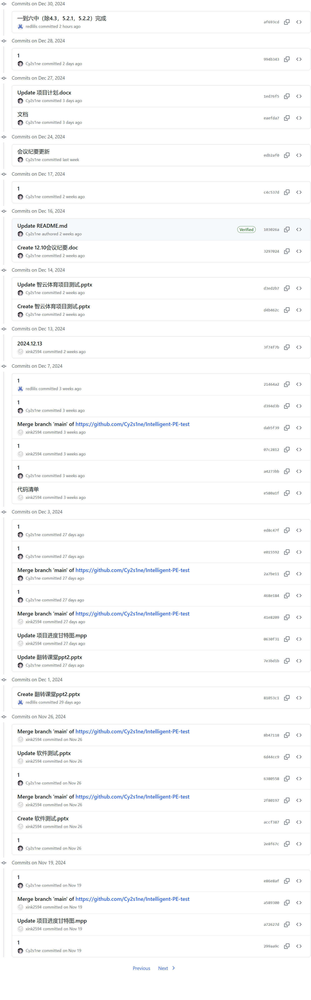 Commits on Dec 30, 2024
一到六中（除4.3，5.2.1，5.2.2）完成
redlilis committed 2 hours ago
af693cd
Commits on Dec 28, 2024
1
Cy2s1ne committed 2 days ago
994b343
Commits on Dec 27, 2024
Update 项目计划.docx
Cy2s1ne committed 3 days ago
1ed76f5
文档
Cy2s1ne committed 3 days ago
eaefda7
Commits on Dec 24, 2024
会议纪要更新
Cy2s1ne committed last week
edb2af0
Commits on Dec 17, 2024
1
Cy2s1ne committed 2 weeks ago
c4c537d
Commits on Dec 16, 2024
Update README.md
Cy2s1ne authored 2 weeks ago
Verified
103026a
Create 12.10会议纪要.doc
Cy2s1ne committed 2 weeks ago
3297024
Commits on Dec 14, 2024
Update 智云体育项目测试.pptx
Cy2s1ne committed 2 weeks ago
d3ed2b7
Create 智云体育项目测试.pptx
Cy2s1ne committed 2 weeks ago
d4b462c
Commits on Dec 13, 2024
2024.12.13
xink2594 committed 2 weeks ago
3f74f7b
Commits on Dec 7, 2024
1
redlilis committed 3 weeks ago
21464a2
1
Cy2s1ne committed 3 weeks ago
d394d3b
Merge branch 'main' of https://github.com/Cy2s1ne/Intelligent-PE-test
xink2594 committed 3 weeks ago
dab5f39
1
xink2594 committed 3 weeks ago
07c2812
1
Cy2s1ne committed 3 weeks ago
a4273bb
代码清单
xink2594 committed 3 weeks ago
e580a1f
Commits on Dec 3, 2024
1
Cy2s1ne committed 27 days ago
ed8c47f
1
Cy2s1ne committed 27 days ago
e015592
Merge branch 'main' of https://github.com/Cy2s1ne/Intelligent-PE-test
Cy2s1ne committed 27 days ago
2a7be11
1
Cy2s1ne committed 27 days ago
468e184
Merge branch 'main' of https://github.com/Cy2s1ne/Intelligent-PE-test
xink2594 committed 27 days ago
41e8209
Update 项目进度甘特图.mpp
xink2594 committed 27 days ago
0630f31
Update 翻转课堂ppt2.pptx
Cy2s1ne committed 27 days ago
7e3bd1b
Commits on Dec 1, 2024
Create 翻转课堂ppt2.pptx
redlilis committed 29 days ago
81053c1
Commits on Nov 26, 2024
Merge branch 'main' of https://github.com/Cy2s1ne/Intelligent-PE-test
xink2594 committed on Nov 26
8b47118
Update 软件测试.pptx
xink2594 committed on Nov 26
6d44cc9
1
Cy2s1ne committed on Nov 26
6380558
Merge branch 'main' of https://github.com/Cy2s1ne/Intelligent-PE-test
xink2594 committed on Nov 26
2f80197
Create 软件测试.pptx
xink2594 committed on Nov 26
accf387
1
Cy2s1ne committed on Nov 26
2e8f67c
Commits on Nov 19, 2024
1
Cy2s1ne committed on Nov 19
e86e8af
Merge branch 'main' of https://github.com/Cy2s1ne/Intelligent-PE-test
xink2594 committed on Nov 19
a589300
Update 项目进度甘特图.mpp
xink2594 committed on Nov 19
a72627d
1
Cy2s1ne committed on Nov 19
299aa9c
Previous Next